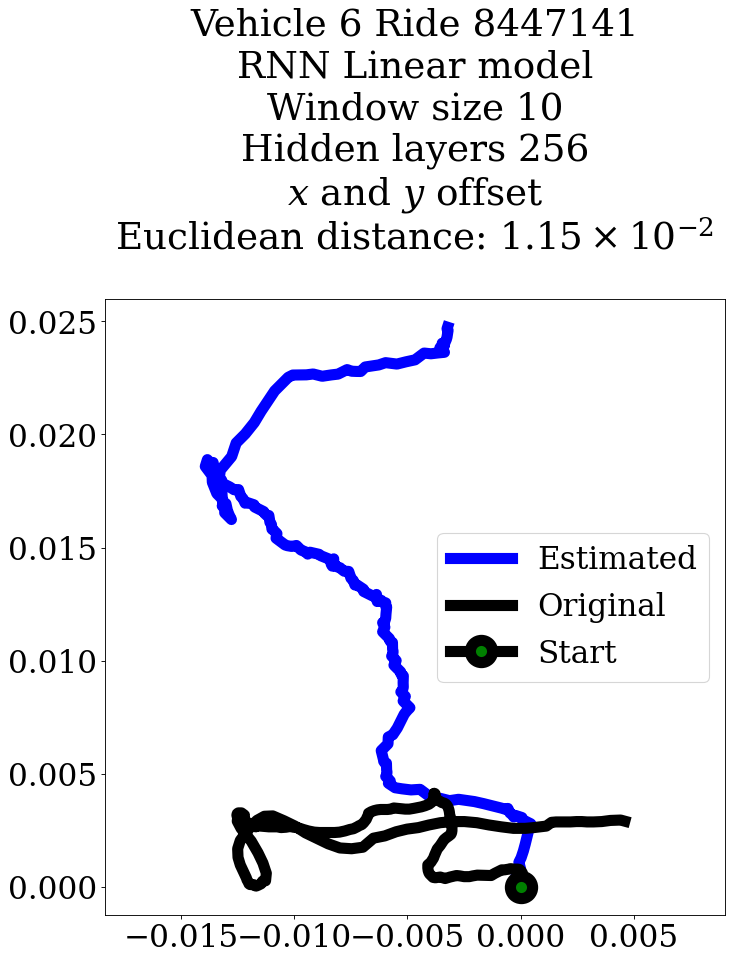 Vehicle 6 Ride 8447141
RNN Linear model
Window size 10
Hidden layers 256
x and y offset
Euclidean distance: 1.15 × 10⁻²
0.025
0.020
0.015
0.010
0.005
0.000
Estimated
Original
Start
−0.015 −0.010 −0.005 0.000 0.005